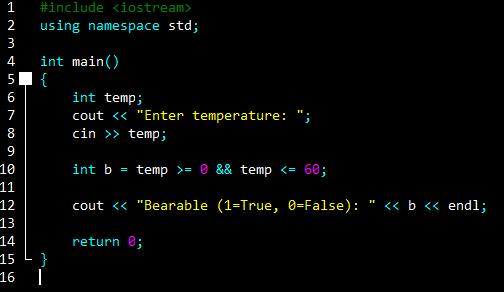 1 #include <iostream>
2 using namespace std;
3
4 int main()
5 {
6 int temp;
7 cout << "Enter temperature: ";
8 cin >> temp;
9
10 int b = temp >= 0 && temp <= 60;
11
12 cout << "Bearable (1=True, 0=False): " << b << endl;
13
14 return 0;
15 }
16